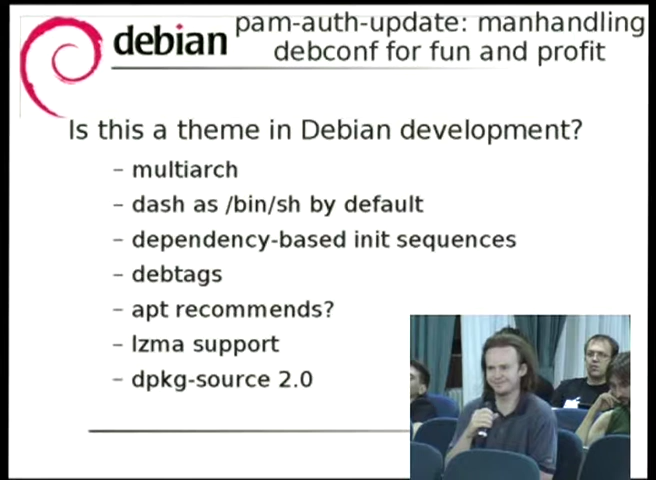 debian
pam-auth-update: manhandling
debconf for fun and profit
Is this a theme in Debian development?
– multiarch
– dash as /bin/sh by default
– dependency-based init sequences
– debtags
– apt recommends?
– lzma support
– dpkg-source 2.0